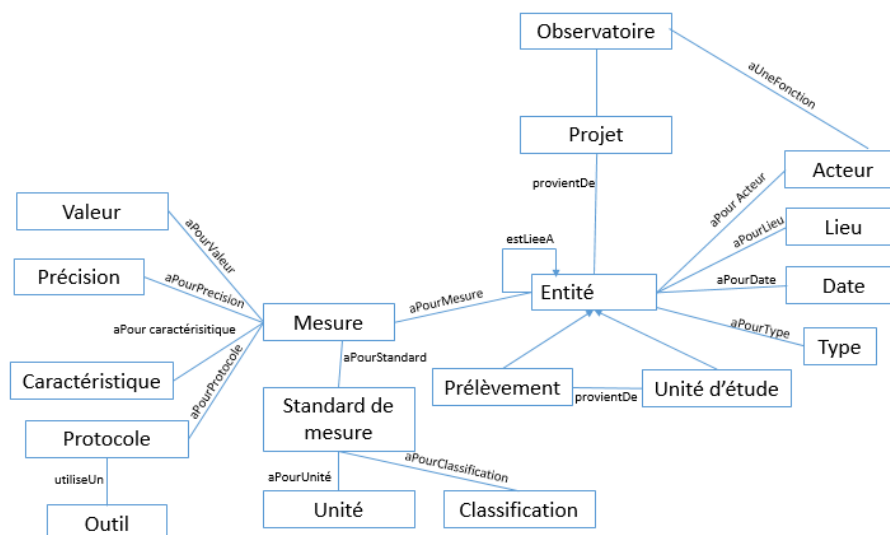 Observatoire
aUneFonction
Projet
provientDe
Acteur
aPour Acteur
Valeur
aPourValeur
Lieu
aPourLieu
estLieeA
Précision
aPourPrecision
aPourMesure
Entité
aPourDate
Date
Mesure
aPour caractérisitique
aPourType
Type
aPourStandard
Caractéristique
aPourProtocole
Prélèvement
provientDe
Unité d’étude
Standard de
mesure
Protocole
utiliseUn
aPourUnité
aPourClassification
Outil
Unité
Classification